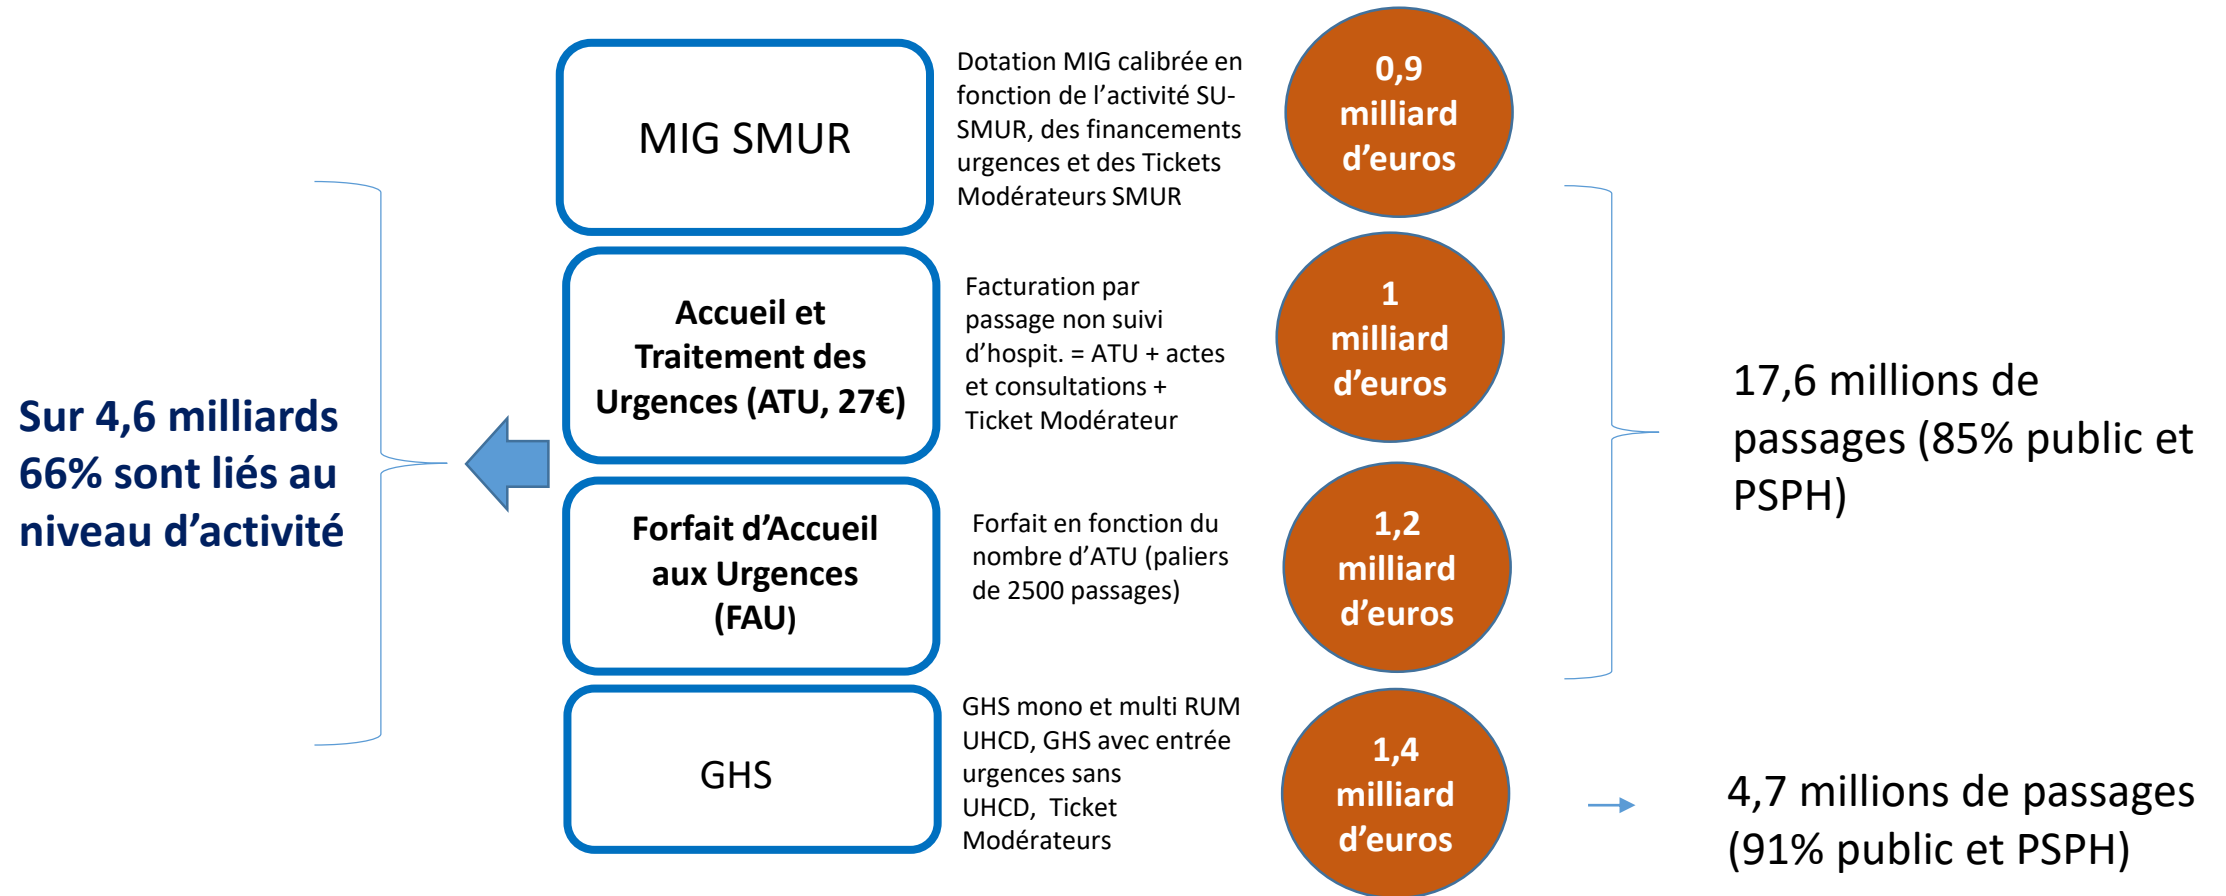 MIG SMUR
Dotation MIG calibrée en
fonction de l’activité SU-
SMUR, des financements
urgences et des Tickets
Modérateurs SMUR
0,9
milliard
d’euros
Accueil et
Traitement des
Urgences (ATU, 27€)
Facturation par
passage non suivi
d’hospit. = ATU + actes
et consultations +
Ticket Modérateur
1
milliard
d’euros
Sur 4,6 milliards
66% sont liés au
niveau d’activité
17,6 millions de
passages (85% public et
PSPH)
Forfait d’Accueil
aux Urgences
(FAU)
Forfait en fonction du
nombre d’ATU (paliers
de 2500 passages)
1,2
milliard
d’euros
GHS
GHS mono et multi RUM
UHCD, GHS avec entrée
urgences sans
UHCD, Ticket
Modérateurs
1,4
milliard
d’euros
4,7 millions de passages
(91% public et PSPH)